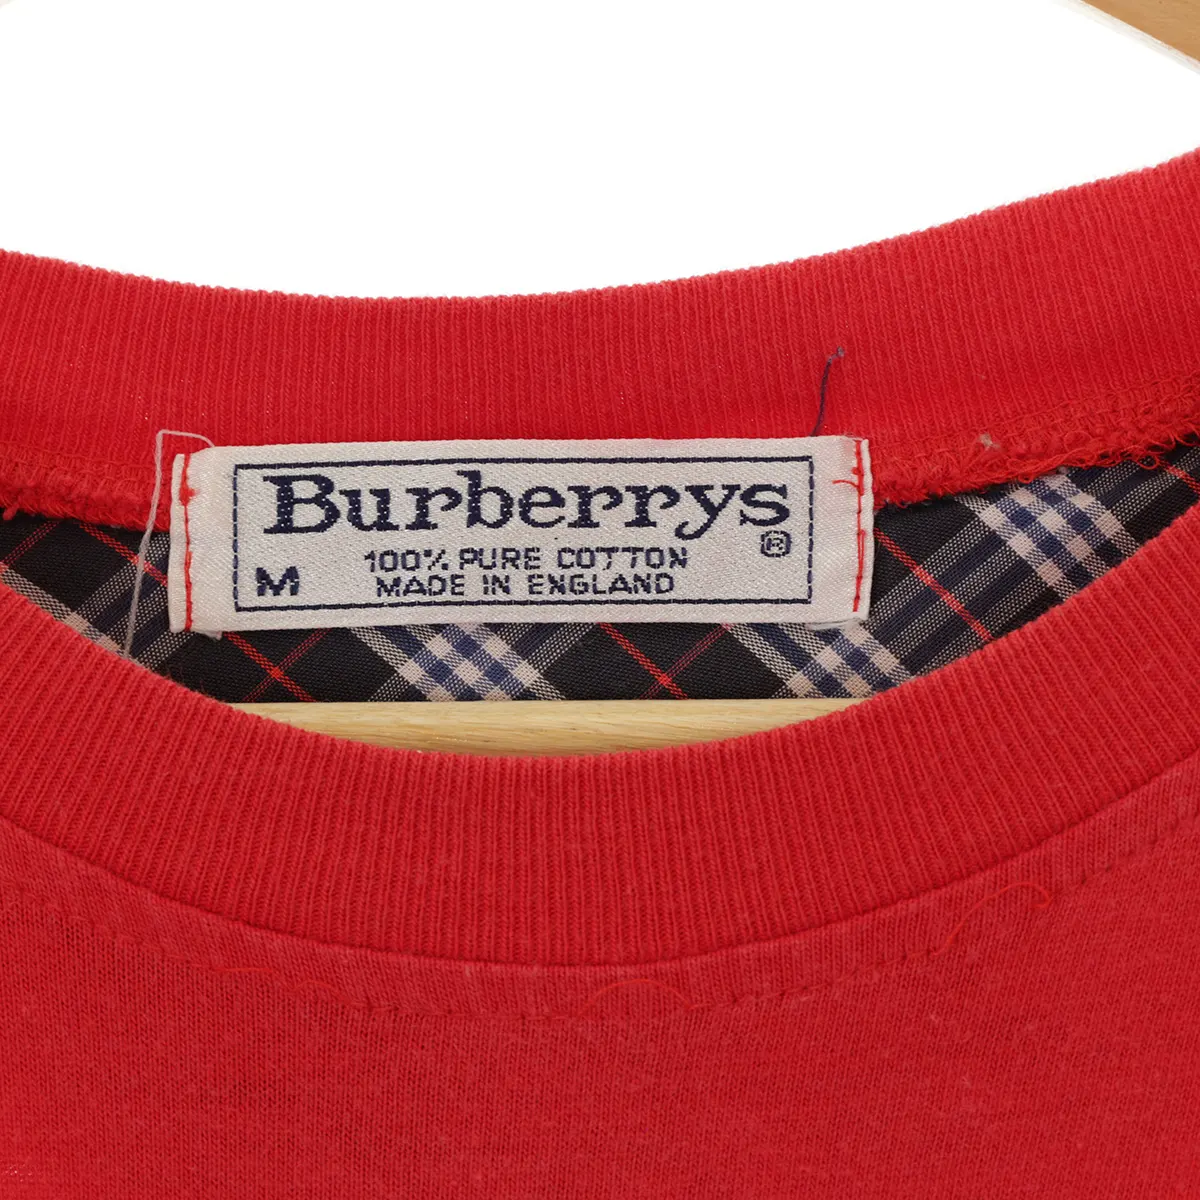 Burberrys
®
100% PURE COTTON
M MADE IN ENGLAND